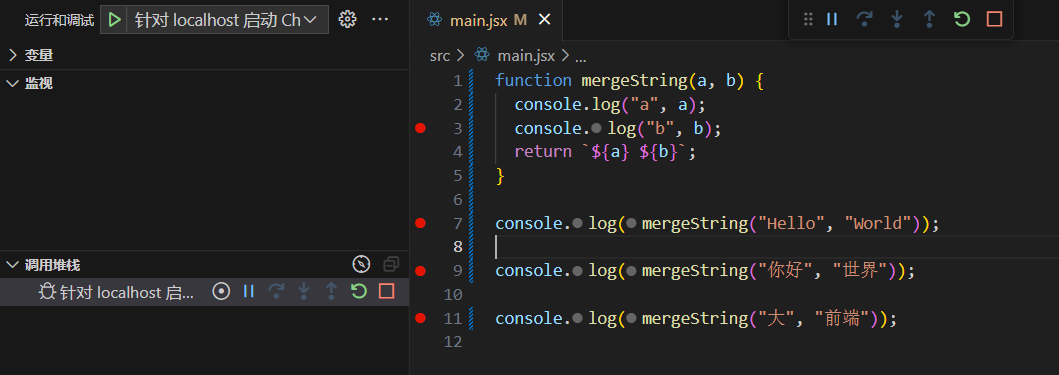 运行和调试 针对 localhost 启动 Ch
变量
监视
调用堆栈
针对 localhost 启...
main.jsx M
src > main.jsx > ...
1 function mergeString(a, b) {
2 console.log("a", a);
3 console.log("b", b);
4 return `${a} ${b}`;
5 }
6
7 console.log(mergeString("Hello", "World"));
8
9 console.log(mergeString("你好", "世界"));
10
11 console.log(mergeString("大", "前端"));
12